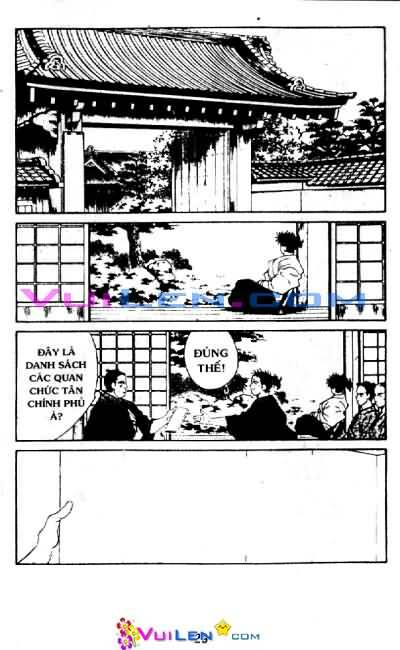 VuiLen.com
ĐÂY LÀ
DANH SÁCH
CÁC QUAN
CHỨC TÂN
CHÍNH PHỦ
À?
ĐÚNG
THẾ!
VuiLen.com